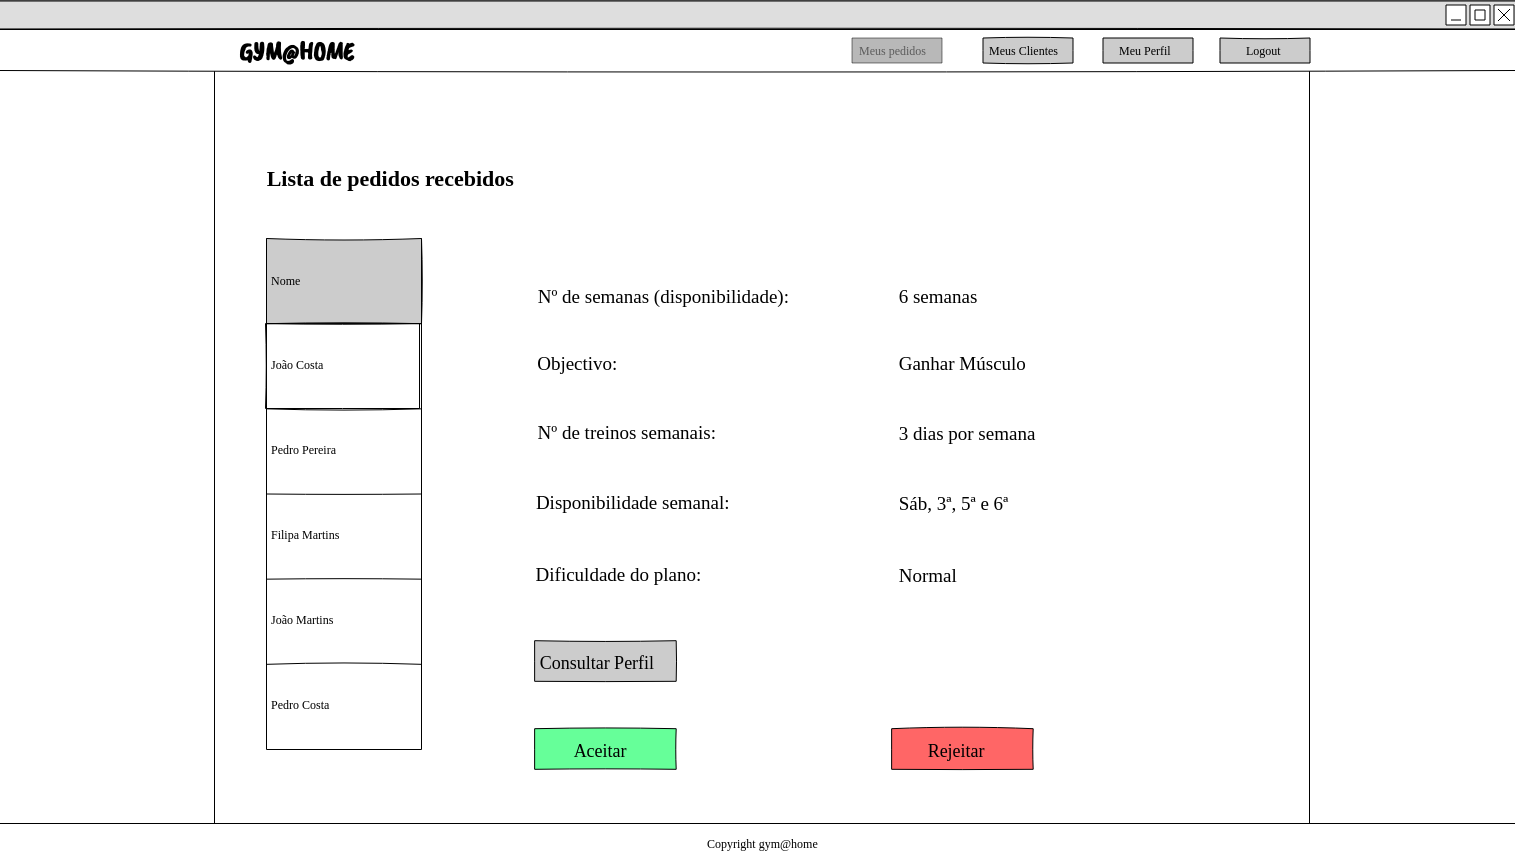 GYM@HOME
Meus pedidos
Meus Clientes
Meu Perfil
Logout
Lista de pedidos recebidos
Nome
João Costa
Pedro Pereira
Filipa Martins
João Martins
Pedro Costa
Nº de semanas (disponibilidade): 6 semanas
Objectivo: Ganhar Músculo
Nº de treinos semanais: 3 dias por semana
Disponibilidade semanal: Sáb, 3ª, 5ª e 6ª
Dificuldade do plano: Normal
Consultar Perfil
Aceitar
Rejeitar
Copyright gym@home